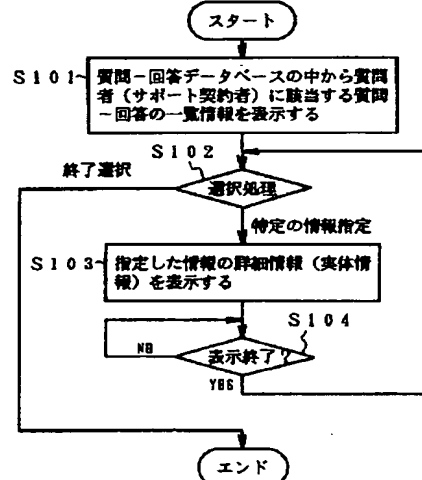 スタート
S101
質問-回答データベースの中から質問
者(サポート契約者)に該当する質問
-回答の一覧情報を表示する
S102
終了選択
選択処理
特定の情報指定
S103
指定した情報の詳細情報(実体情
報)を表示する
S104
NO
表示終了?
YES
エンド